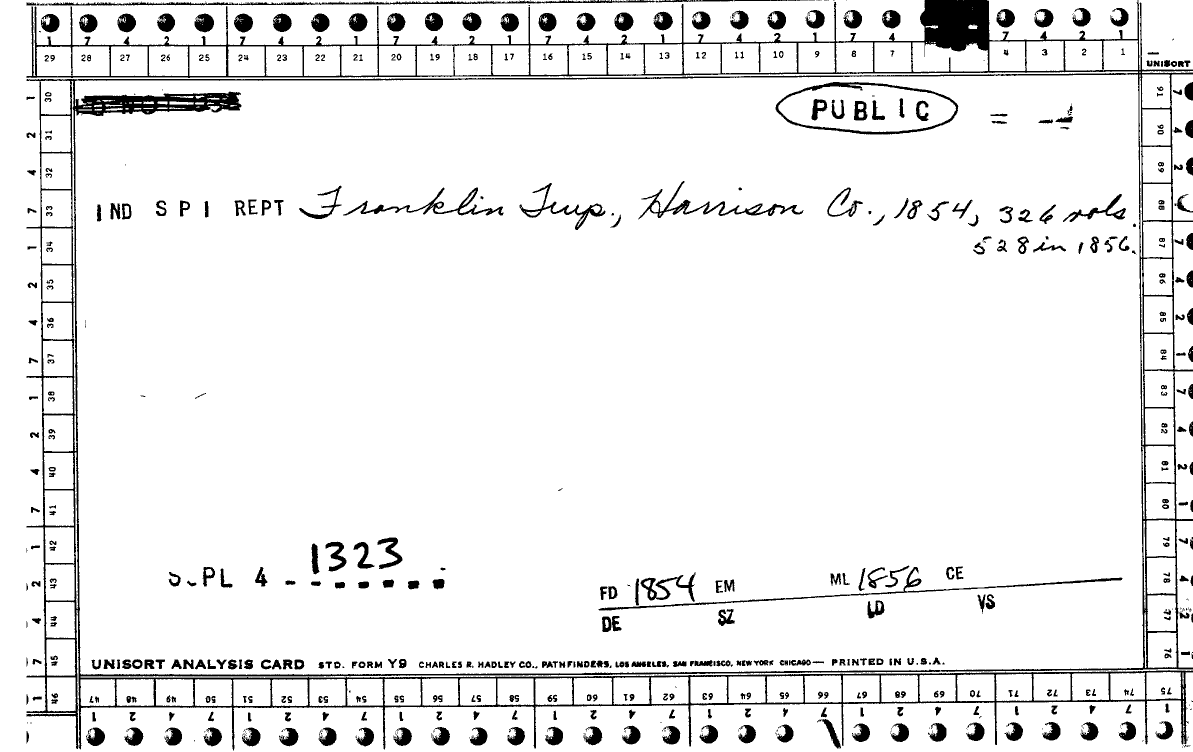 1 7 4 2 1 7 4 2 1 7 4 2 1 7 4 2 1 7 4 2 1 7 4 2 1
29 28 27 26 25 24 23 22 21 20 19 18 17 16 15 14 13 12 11 10 9 8 7 4 3 2 1
UNISORT
PUBLIC =
IND S P I REPT Franklin Twp., Harrison Co., 1854, 326 vols.
528 in 1856.
1323
PL 4
FD 1854 EM ML 1856 CE
DE SZ LD VS
UNISORT ANALYSIS CARD STD. FORM Y9 CHARLES R. HADLEY CO., PATHFINDERS, LOS ANGELES, SAN FRANCISCO, NEW YORK CHICAGO — PRINTED IN U.S.A.
1 30
2 31
4 32
7 33
1 34
2 35
4 36
7 37
1 38
2 39
4 40
7 41
1 42
2 43
4 44
7 45
1 46
91 7
90 4
89 2
88
87
86 4
85 2
84 1
83 7
82 4
81 2
80 1
79 7
78 4
77 2
76 1
47 48 49 50 51 52 53 54 55 56 57 58 59 60 61 62 63 64 65 66 67 68 69 70 71 72 73 74 75
1 2 4 7 1 2 4 7 1 2 4 7 1 2 4 7 1 2 4 7 1 2 4 7 1 2 4 7 1